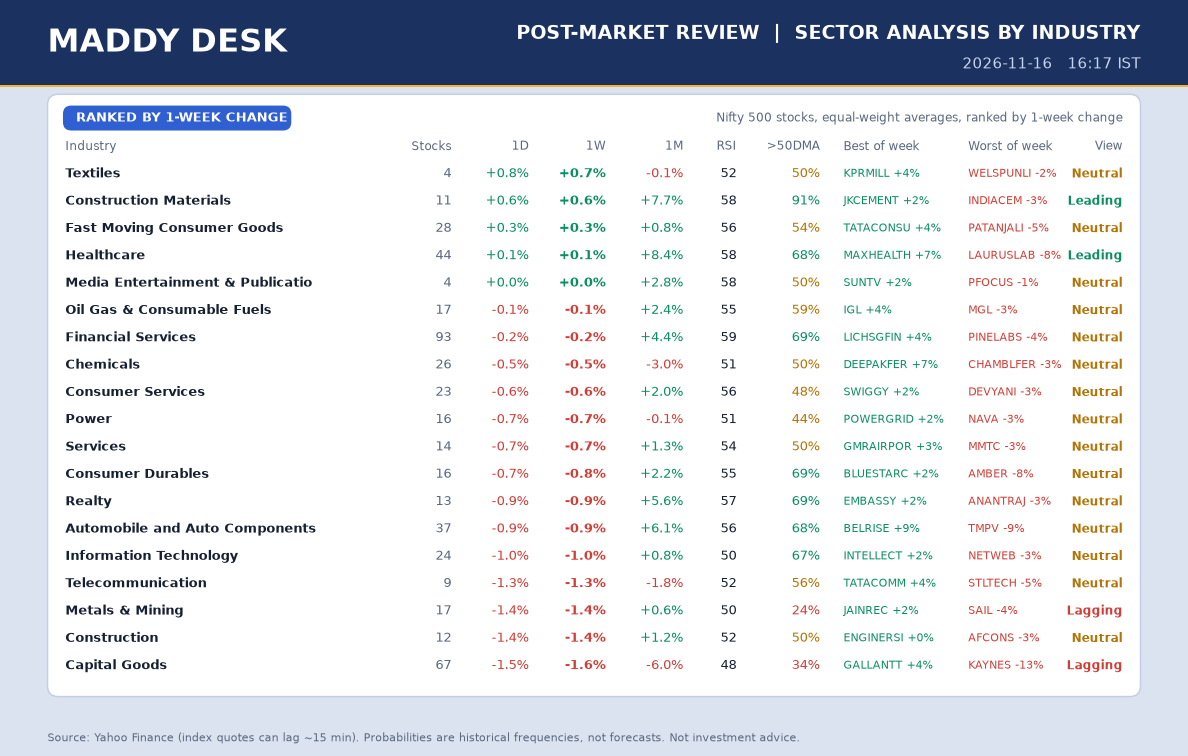 MADDY DESK
POST-MARKET REVIEW | SECTOR ANALYSIS BY INDUSTRY
2026-11-16 16:17 IST
RANKED BY 1-WEEK CHANGE
Nifty 500 stocks, equal-weight averages, ranked by 1-week change
Industry Stocks 1D 1W 1M RSI >50DMA Best of week Worst of week View
Textiles 4 +0.8% +0.7% -0.1% 52 50% KPRMILL +4% WELSPUNLI -2% Neutral
Construction Materials 11 +0.6% +0.6% +7.7% 58 91% JKCEMENT +2% INDIACEM -3% Leading
Fast Moving Consumer Goods 28 +0.3% +0.3% +0.8% 56 54% TATACONSU +4% PATANJALI -5% Neutral
Healthcare 44 +0.1% +0.1% +8.4% 58 68% MAXHEALTH +7% LAURUSLAB -8% Leading
Media Entertainment & Publicatio 4 +0.0% +0.0% +2.8% 58 50% SUNTV +2% PFOCUS -1% Neutral
Oil Gas & Consumable Fuels 17 -0.1% -0.1% +2.4% 55 59% IGL +4% MGL -3% Neutral
Financial Services 93 -0.2% -0.2% +4.4% 59 69% LICHSGFIN +4% PINELABS -4% Neutral
Chemicals 26 -0.5% -0.5% -3.0% 51 50% DEEPAKFER +7% CHAMBLFER -3% Neutral
Consumer Services 23 -0.6% -0.6% +2.0% 56 48% SWIGGY +2% DEVYANI -3% Neutral
Power 16 -0.7% -0.7% -0.1% 51 44% POWERGRID +2% NAVA -3% Neutral
Services 14 -0.7% -0.7% +1.3% 54 50% GMRAIRPOR +3% MMTC -3% Neutral
Consumer Durables 16 -0.7% -0.8% +2.2% 55 69% BLUESTARC +2% AMBER -8% Neutral
Realty 13 -0.9% -0.9% +5.6% 57 69% EMBASSY +2% ANANTRAJ -3% Neutral
Automobile and Auto Components 37 -0.9% -0.9% +6.1% 56 68% BELRISE +9% TMPV -9% Neutral
Information Technology 24 -1.0% -1.0% +0.8% 50 67% INTELLECT +2% NETWEB -3% Neutral
Telecommunication 9 -1.3% -1.3% -1.8% 52 56% TATACOMM +4% STLTECH -5% Neutral
Metals & Mining 17 -1.4% -1.4% +0.6% 50 24% JAINREC +2% SAIL -4% Lagging
Construction 12 -1.4% -1.4% +1.2% 52 50% ENGINERSI +0% AFCONS -3% Neutral
Capital Goods 67 -1.5% -1.6% -6.0% 48 34% GALLANTT +4% KAYNES -13% Lagging
Source: Yahoo Finance (index quotes can lag ~15 min). Probabilities are historical frequencies, not forecasts. Not investment advice.